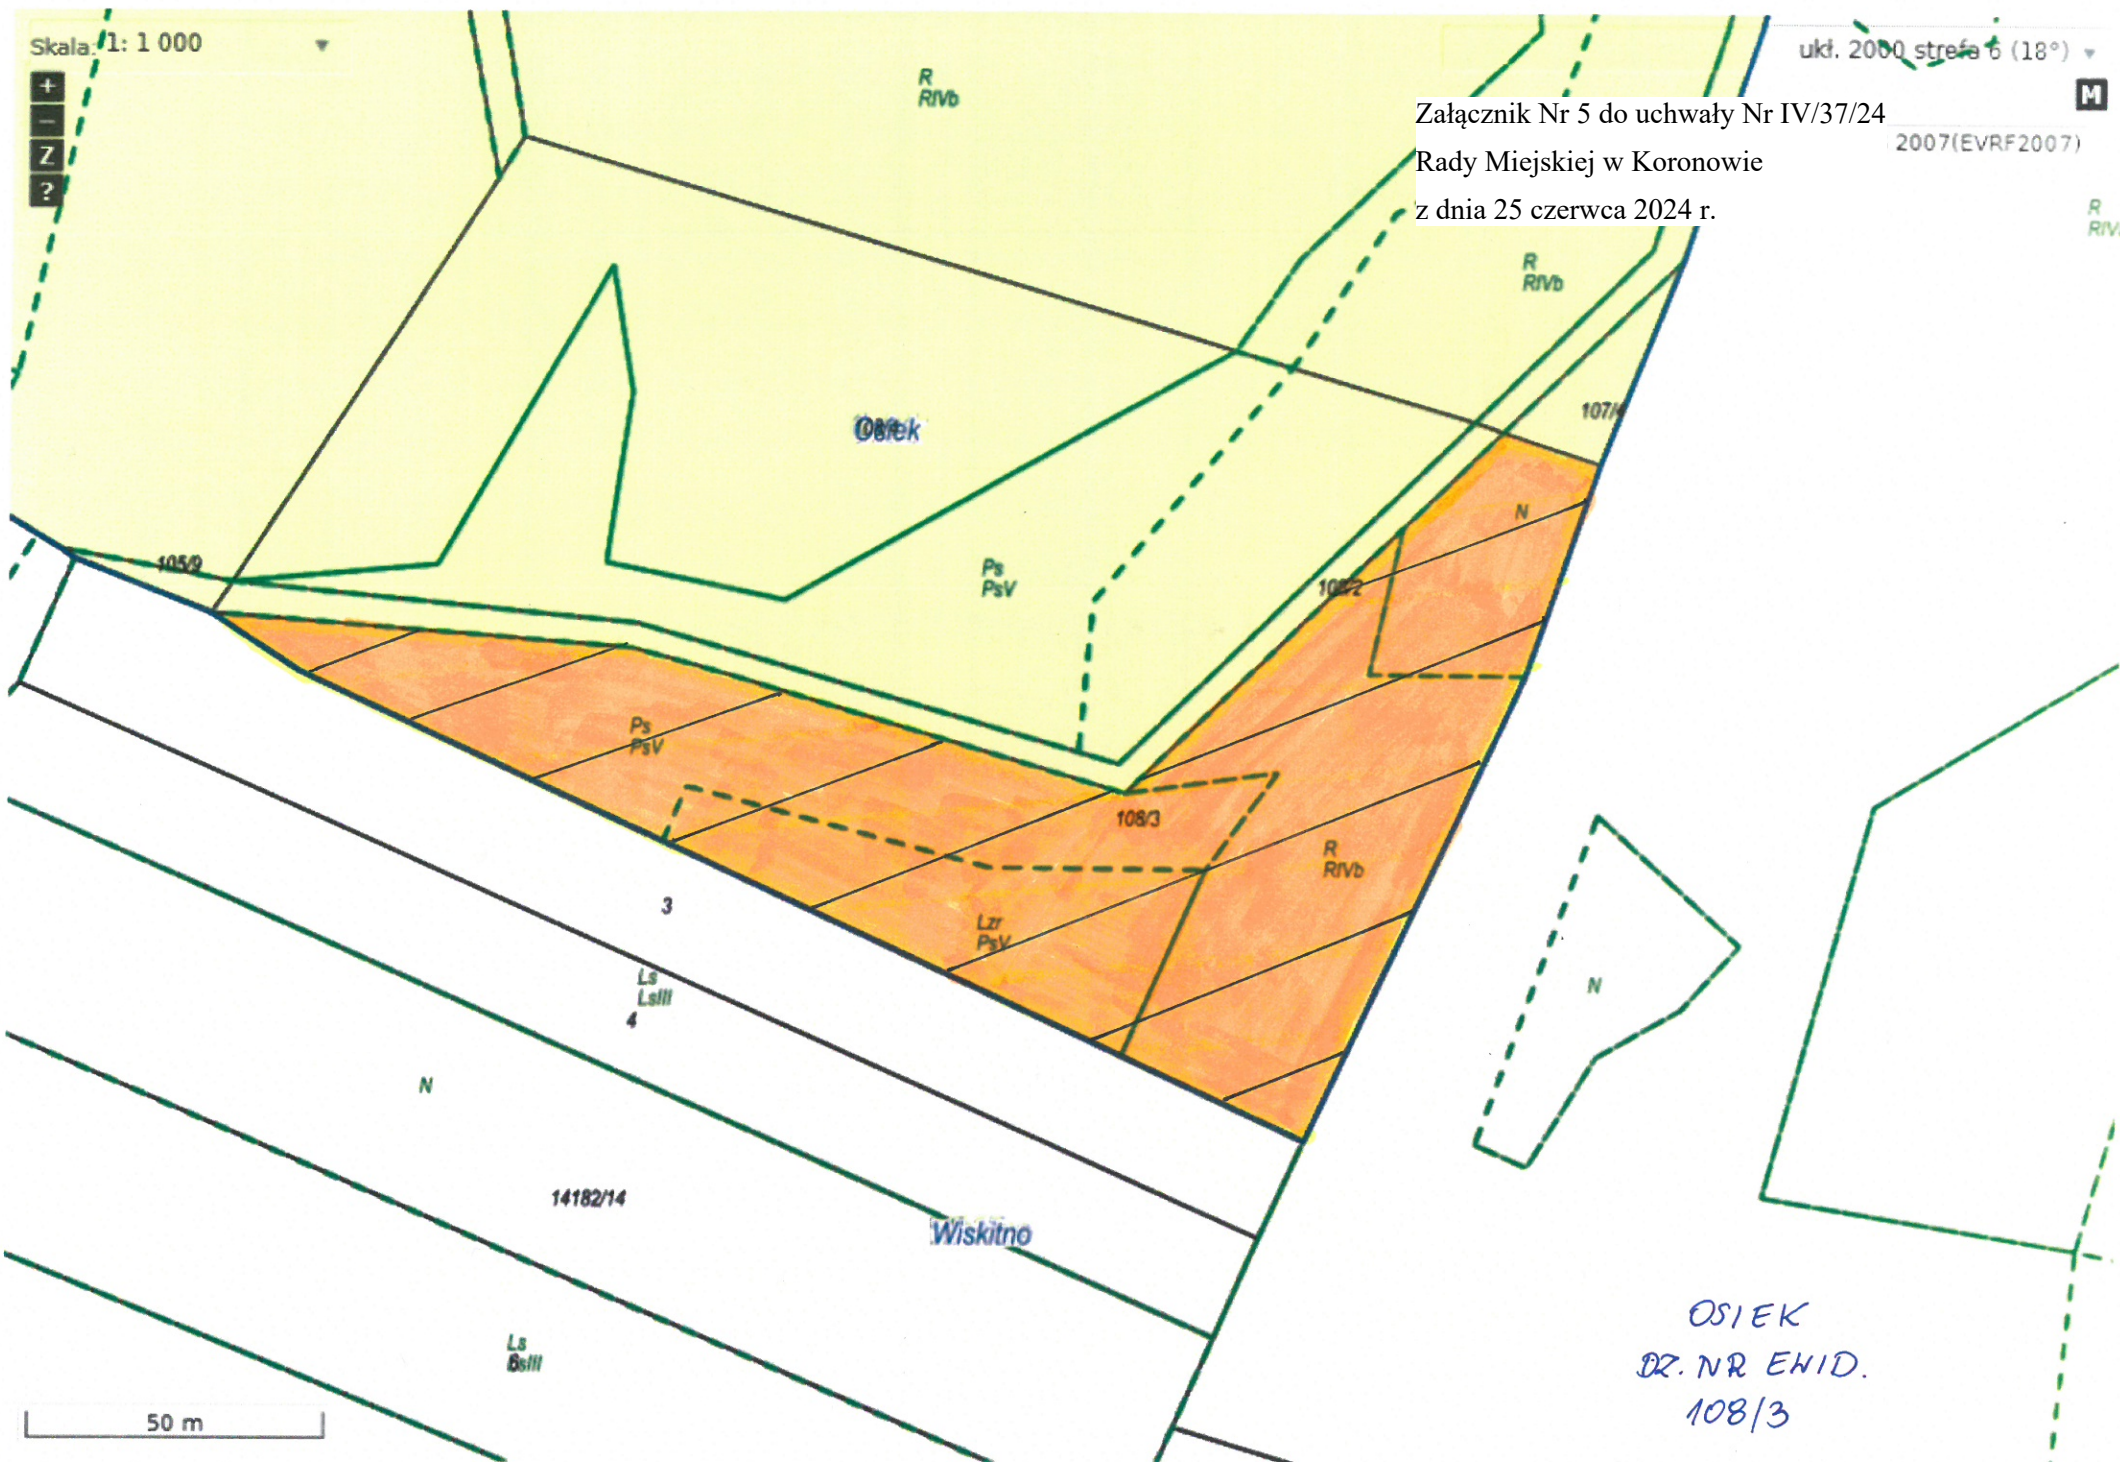 Skala: 1: 1 000
ukł. 2000 strefa 6 (18°)
+
−
Z
?
M
2007(EVRF2007)
Załącznik Nr 5 do uchwały Nr IV/37/24
Rady Miejskiej w Koronowie
z dnia 25 czerwca 2024 r.
R
RIVb
R
R
RIVb
107/4
Osiek
N
105/9
Ps
PsV
108/2
Ps
PsV
108/3
R
RIVb
3
Lzr
PsV
Ls
LsIII
4
N
N
14182/14
Wiskitno
Ls
50 m
OSIEK
DZ. NR EWID.
108/3